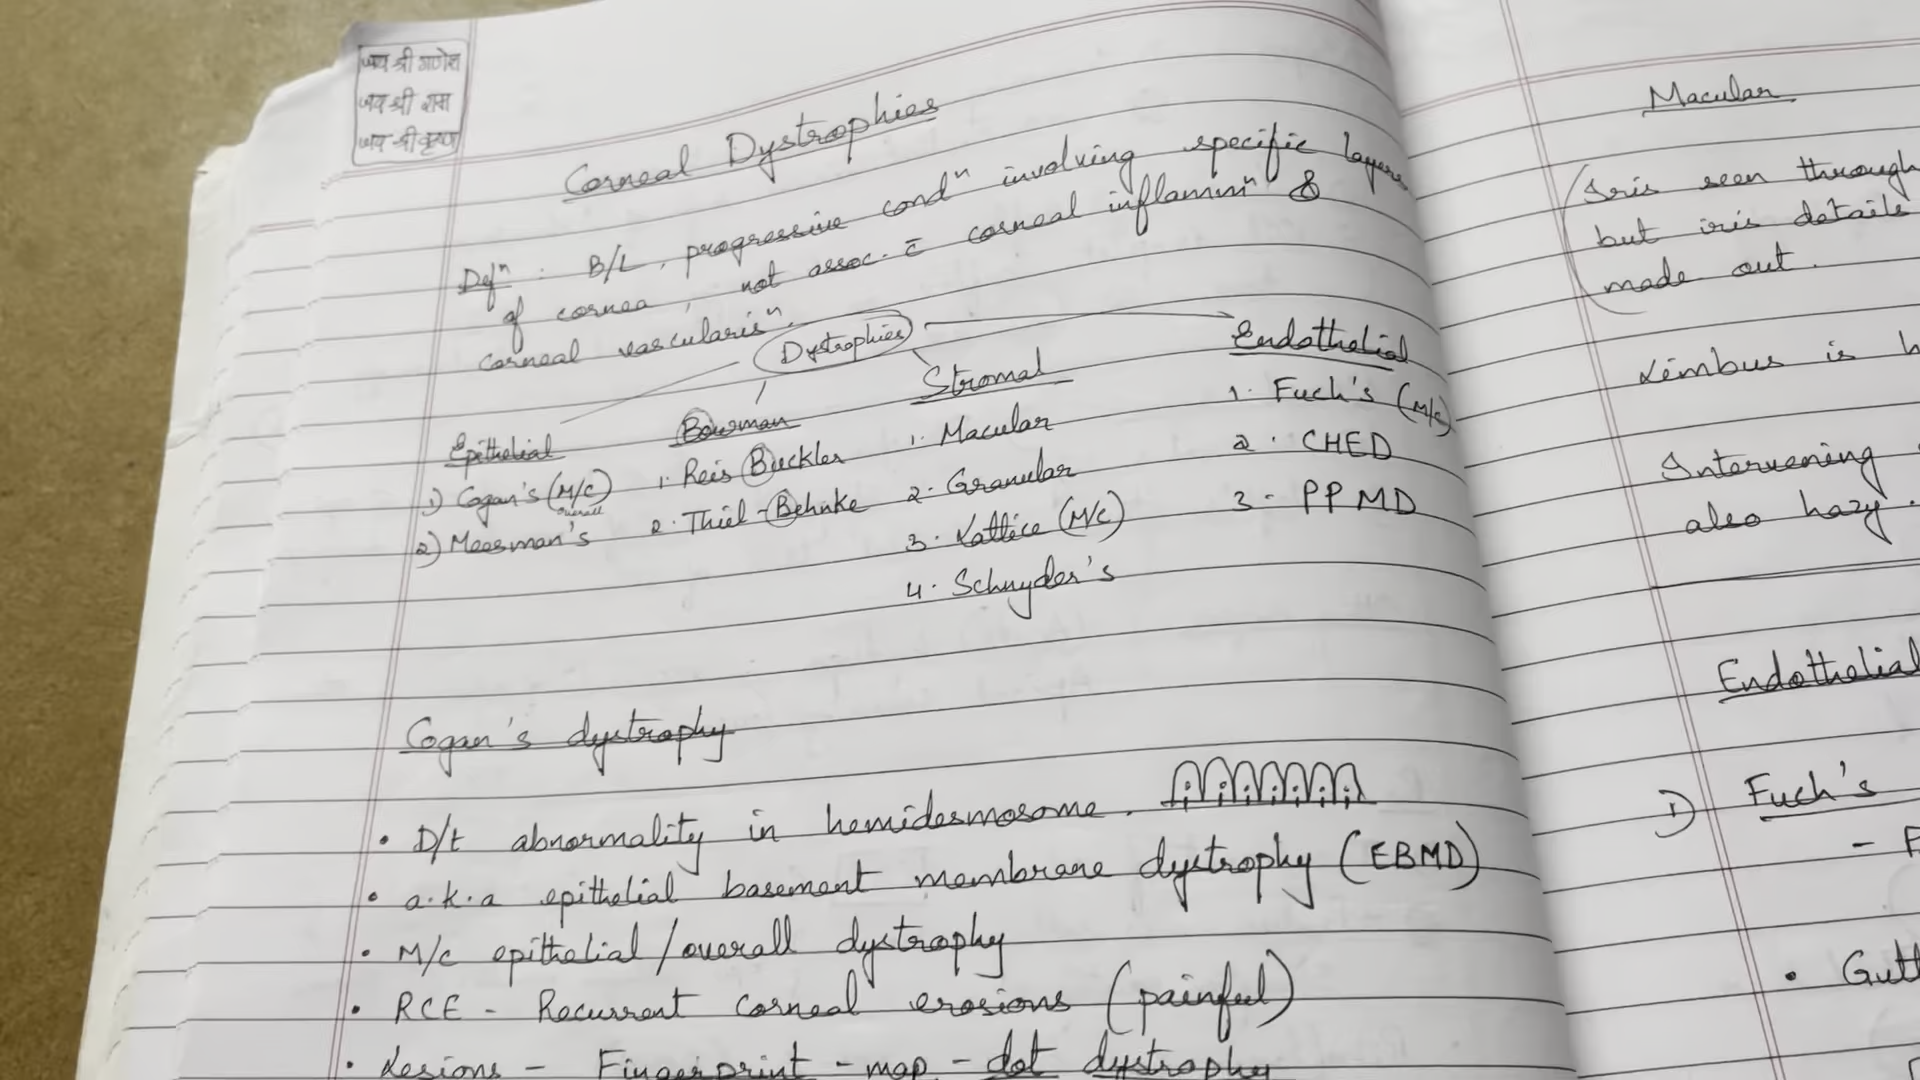 जय श्री गणेश
जय श्री राम
जय श्री कृष्ण
Corneal Dystrophies
Defⁿ : B/L, progressive condⁿ involving specific layers
of cornea, not assoc. c̄ corneal inflammⁿ &
corneal vascularisⁿ.
Dystrophies
Epithelial
1) Cogan's (M/C)
overall
2) Meesman's
Bowman
1. Reis Buckler
2. Thiel-Behnke
Stromal
1. Macular
2. Granular
3. Lattice (M/C)
4. Schnyder's
Endothelial
1. Fuch's (M/C)
2. CHED
3. PPMD
Cogan's dystrophy
• D/t abnormality in hemidesmosome.
• a.k.a epithelial basement membrane dystrophy (EBMD)
• M/c epithelial/overall dystrophy
• RCE - Recurrent corneal erosions (painful)
• Lesions - Fingerprint - map - dot dystrophy
Macular
(Iris seen through
but iris details
made out.
Limbus is h
Intervening
also hazy.
Endothelial
1) Fuch's
- F
• Gutt